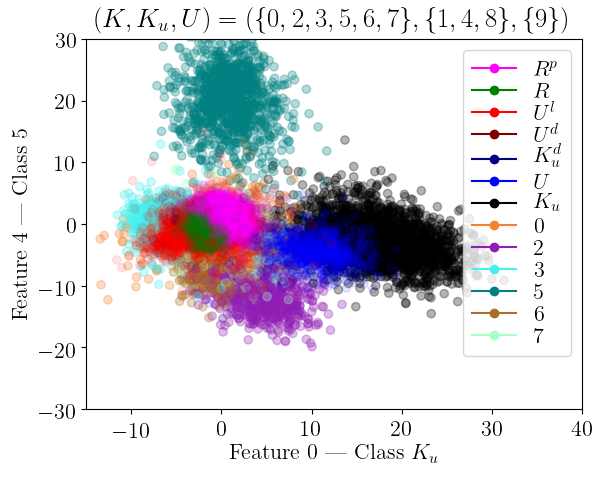 (K, K_u, U) = ({0, 2, 3, 5, 6, 7}, {1, 4, 8}, {9})
30
20
10
0
−10
−20
−30
Feature 4 — Class 5
−10
0
10
20
30
40
Feature 0 — Class K_u
R^p
R
U^l
U^d
K_u^d
U
K_u
0
2
3
5
6
7